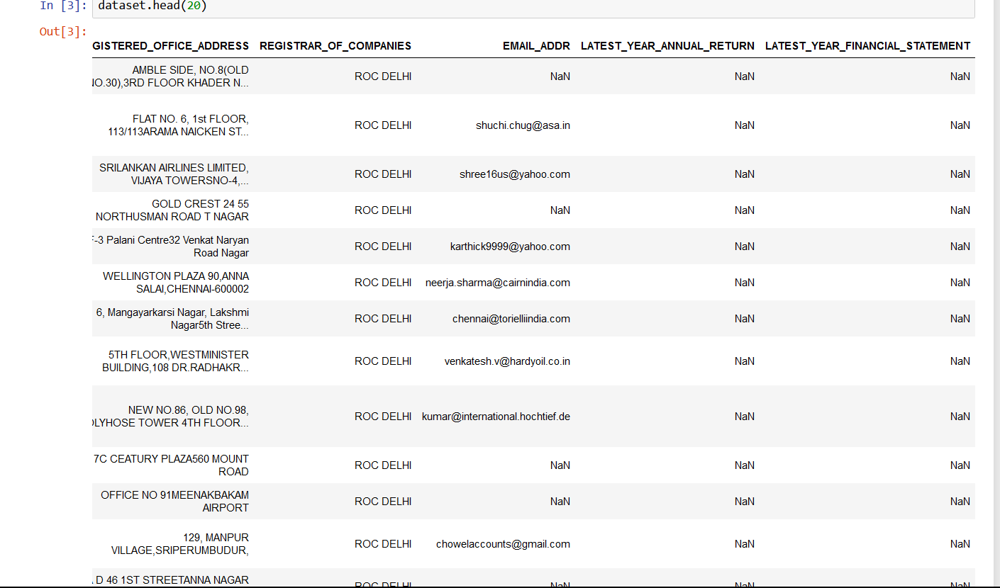 In [3]: dataset.head(20)
Out[3]:
GISTERED_OFFICE_ADDRESS REGISTRAR_OF_COMPANIES EMAIL_ADDR LATEST_YEAR_ANNUAL_RETURN LATEST_YEAR_FINANCIAL_STATEMENT
AMBLE SIDE, NO.8(OLD
NO.30),3RD FLOOR KHADER N... ROC DELHI NaN NaN NaN
FLAT NO. 6, 1st FLOOR,
113/113ARAMA NAICKEN ST... ROC DELHI shuchi.chug@asa.in NaN NaN
SRILANKAN AIRLINES LIMITED,
VIJAYA TOWERSNO-4,... ROC DELHI shree16us@yahoo.com NaN NaN
GOLD CREST 24 55
NORTHUSMAN ROAD T NAGAR ROC DELHI NaN NaN NaN
F-3 Palani Centre32 Venkat Naryan
Road Nagar ROC DELHI karthick9999@yahoo.com NaN NaN
WELLINGTON PLAZA 90,ANNA
SALAI,CHENNAI-600002 ROC DELHI neerja.sharma@cairnindia.com NaN NaN
6, Mangayarkarsi Nagar, Lakshmi
Nagar5th Stree... ROC DELHI chennai@torielliindia.com NaN NaN
5TH FLOOR,WESTMINISTER
BUILDING,108 DR.RADHAKR... ROC DELHI venkatesh.v@hardyoil.co.in NaN NaN
NEW NO.86, OLD NO.98,
OLYHOSE TOWER 4TH FLOOR... ROC DELHI kumar@international.hochtief.de NaN NaN
7C CEATURY PLAZA560 MOUNT
ROAD ROC DELHI NaN NaN NaN
OFFICE NO 91MEENAKBAKAM
AIRPORT ROC DELHI NaN NaN NaN
129, MANPUR
VILLAGE,SRIPERUMBUDUR, ROC DELHI chowelaccounts@gmail.com NaN NaN
D 46 1ST STREETANNA NAGAR
ROC DELHI NaN NaN NaN